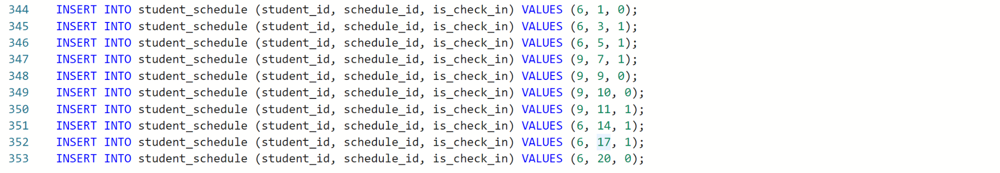 344 INSERT INTO student_schedule (student_id, schedule_id, is_check_in) VALUES (6, 1, 0);
345 INSERT INTO student_schedule (student_id, schedule_id, is_check_in) VALUES (6, 3, 1);
346 INSERT INTO student_schedule (student_id, schedule_id, is_check_in) VALUES (6, 5, 1);
347 INSERT INTO student_schedule (student_id, schedule_id, is_check_in) VALUES (9, 7, 1);
348 INSERT INTO student_schedule (student_id, schedule_id, is_check_in) VALUES (9, 9, 0);
349 INSERT INTO student_schedule (student_id, schedule_id, is_check_in) VALUES (9, 10, 0);
350 INSERT INTO student_schedule (student_id, schedule_id, is_check_in) VALUES (9, 11, 1);
351 INSERT INTO student_schedule (student_id, schedule_id, is_check_in) VALUES (6, 14, 1);
352 INSERT INTO student_schedule (student_id, schedule_id, is_check_in) VALUES (6, 17, 1);
353 INSERT INTO student_schedule (student_id, schedule_id, is_check_in) VALUES (6, 20, 0);